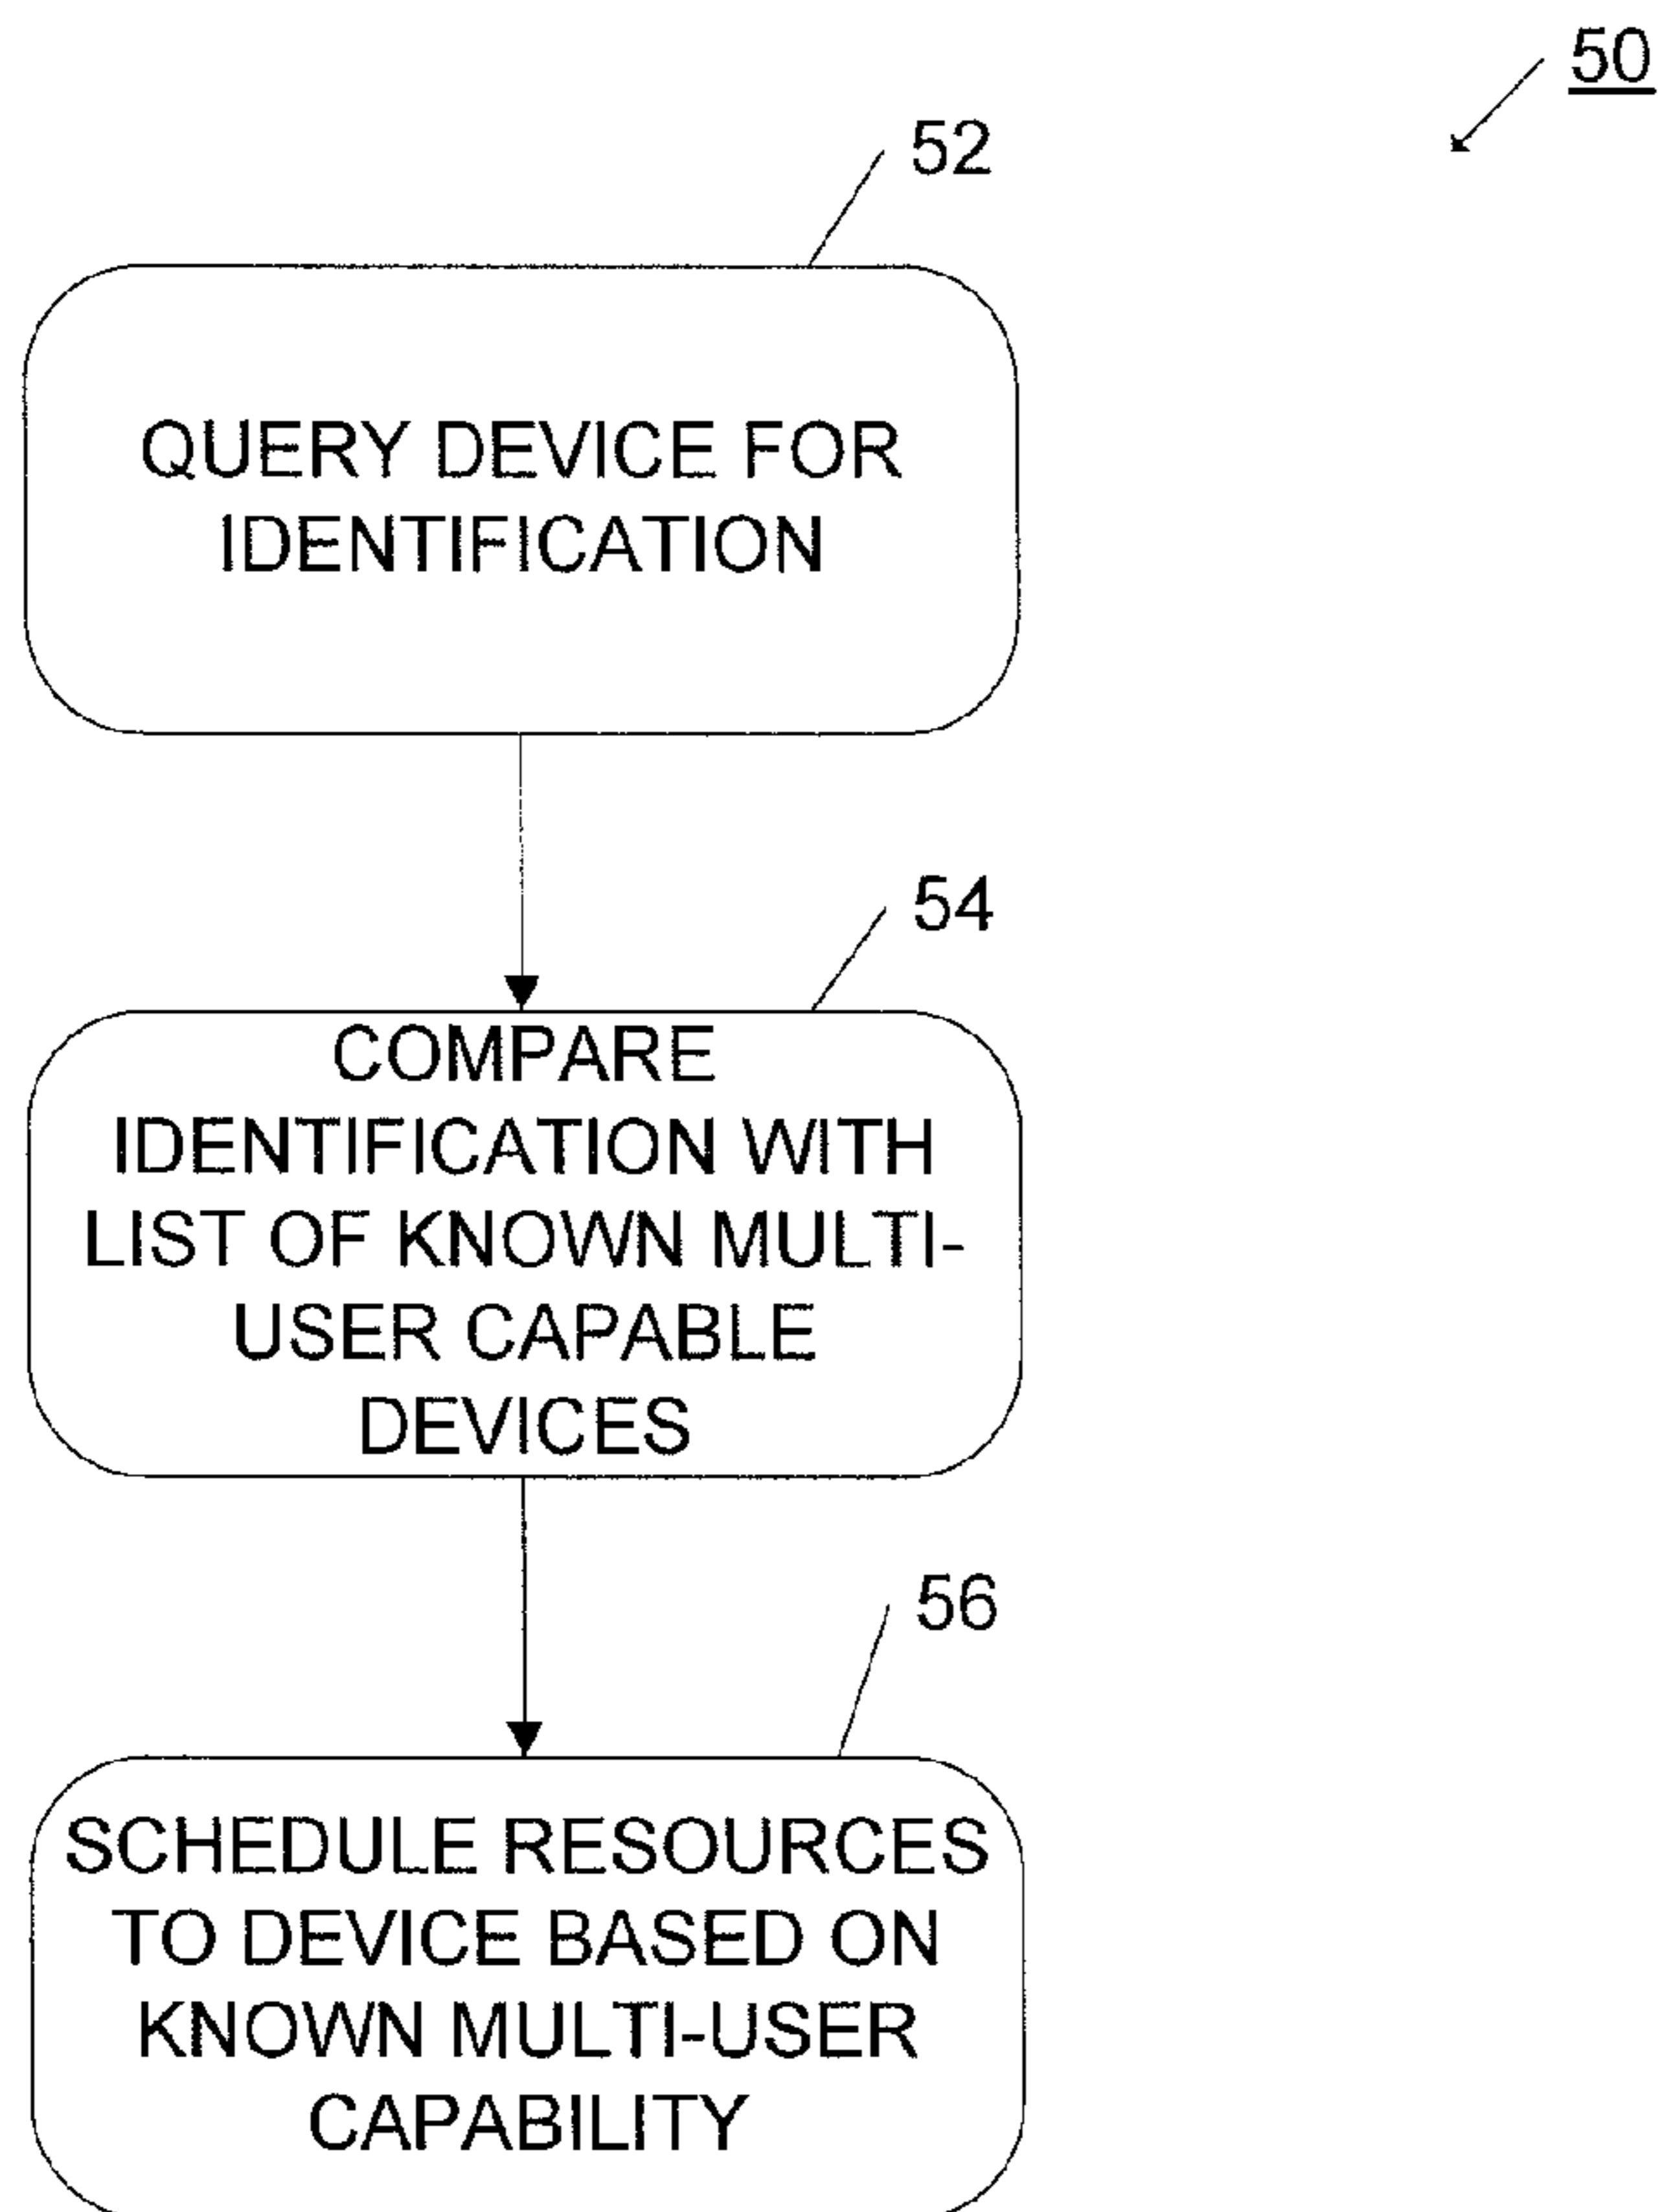 50
52
QUERY DEVICE FOR
IDENTIFICATION
54
COMPARE
IDENTIFICATION WITH
LIST OF KNOWN MULTI-
USER CAPABLE
DEVICES
56
SCHEDULE RESOURCES
TO DEVICE BASED ON
KNOWN MULTI-USER
CAPABILITY